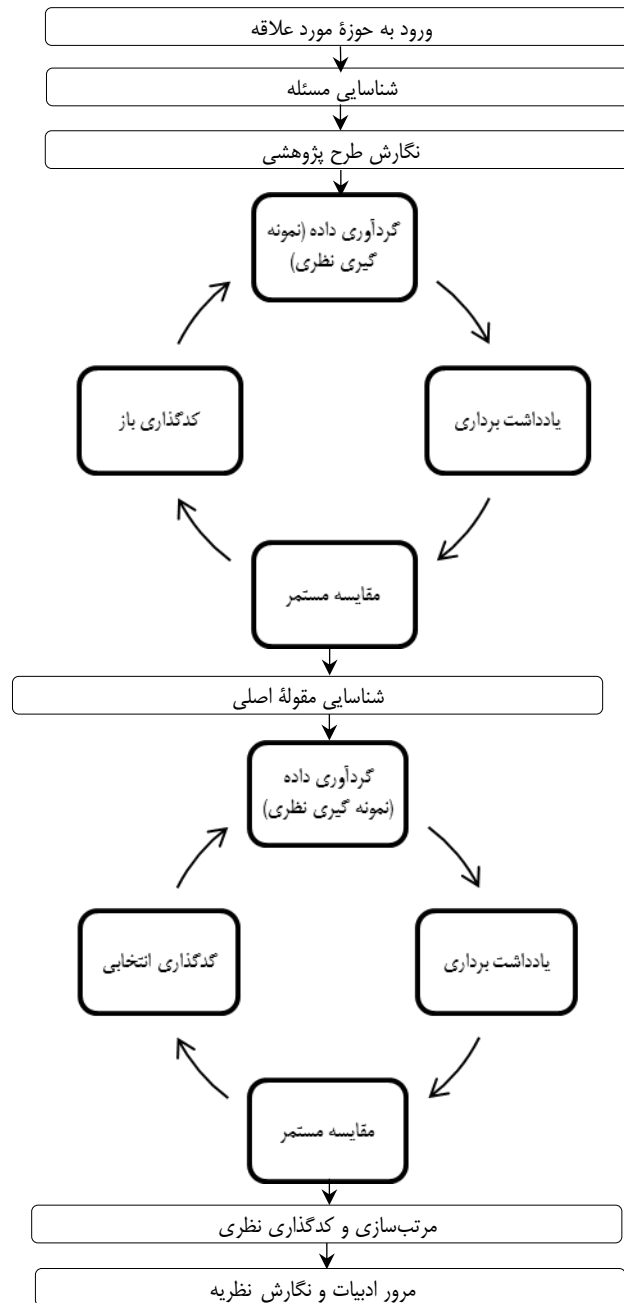 ورود به حوزهٔ مورد علاقه
شناسایی مسئله
نگارش طرح پژوهشی
گردآوری داده (نمونه
گیری نظری)
کدگذاری باز
یادداشت برداری
مقایسه مستمر
شناسایی مقولهٔ اصلی
گردآوری داده
(نمونه گیری نظری)
گدگذاری انتخابی
یادداشت برداری
مقایسه مستمر
مرتب‌سازی و کدگذاری نظری
مرور ادبیات و نگارش نظریه